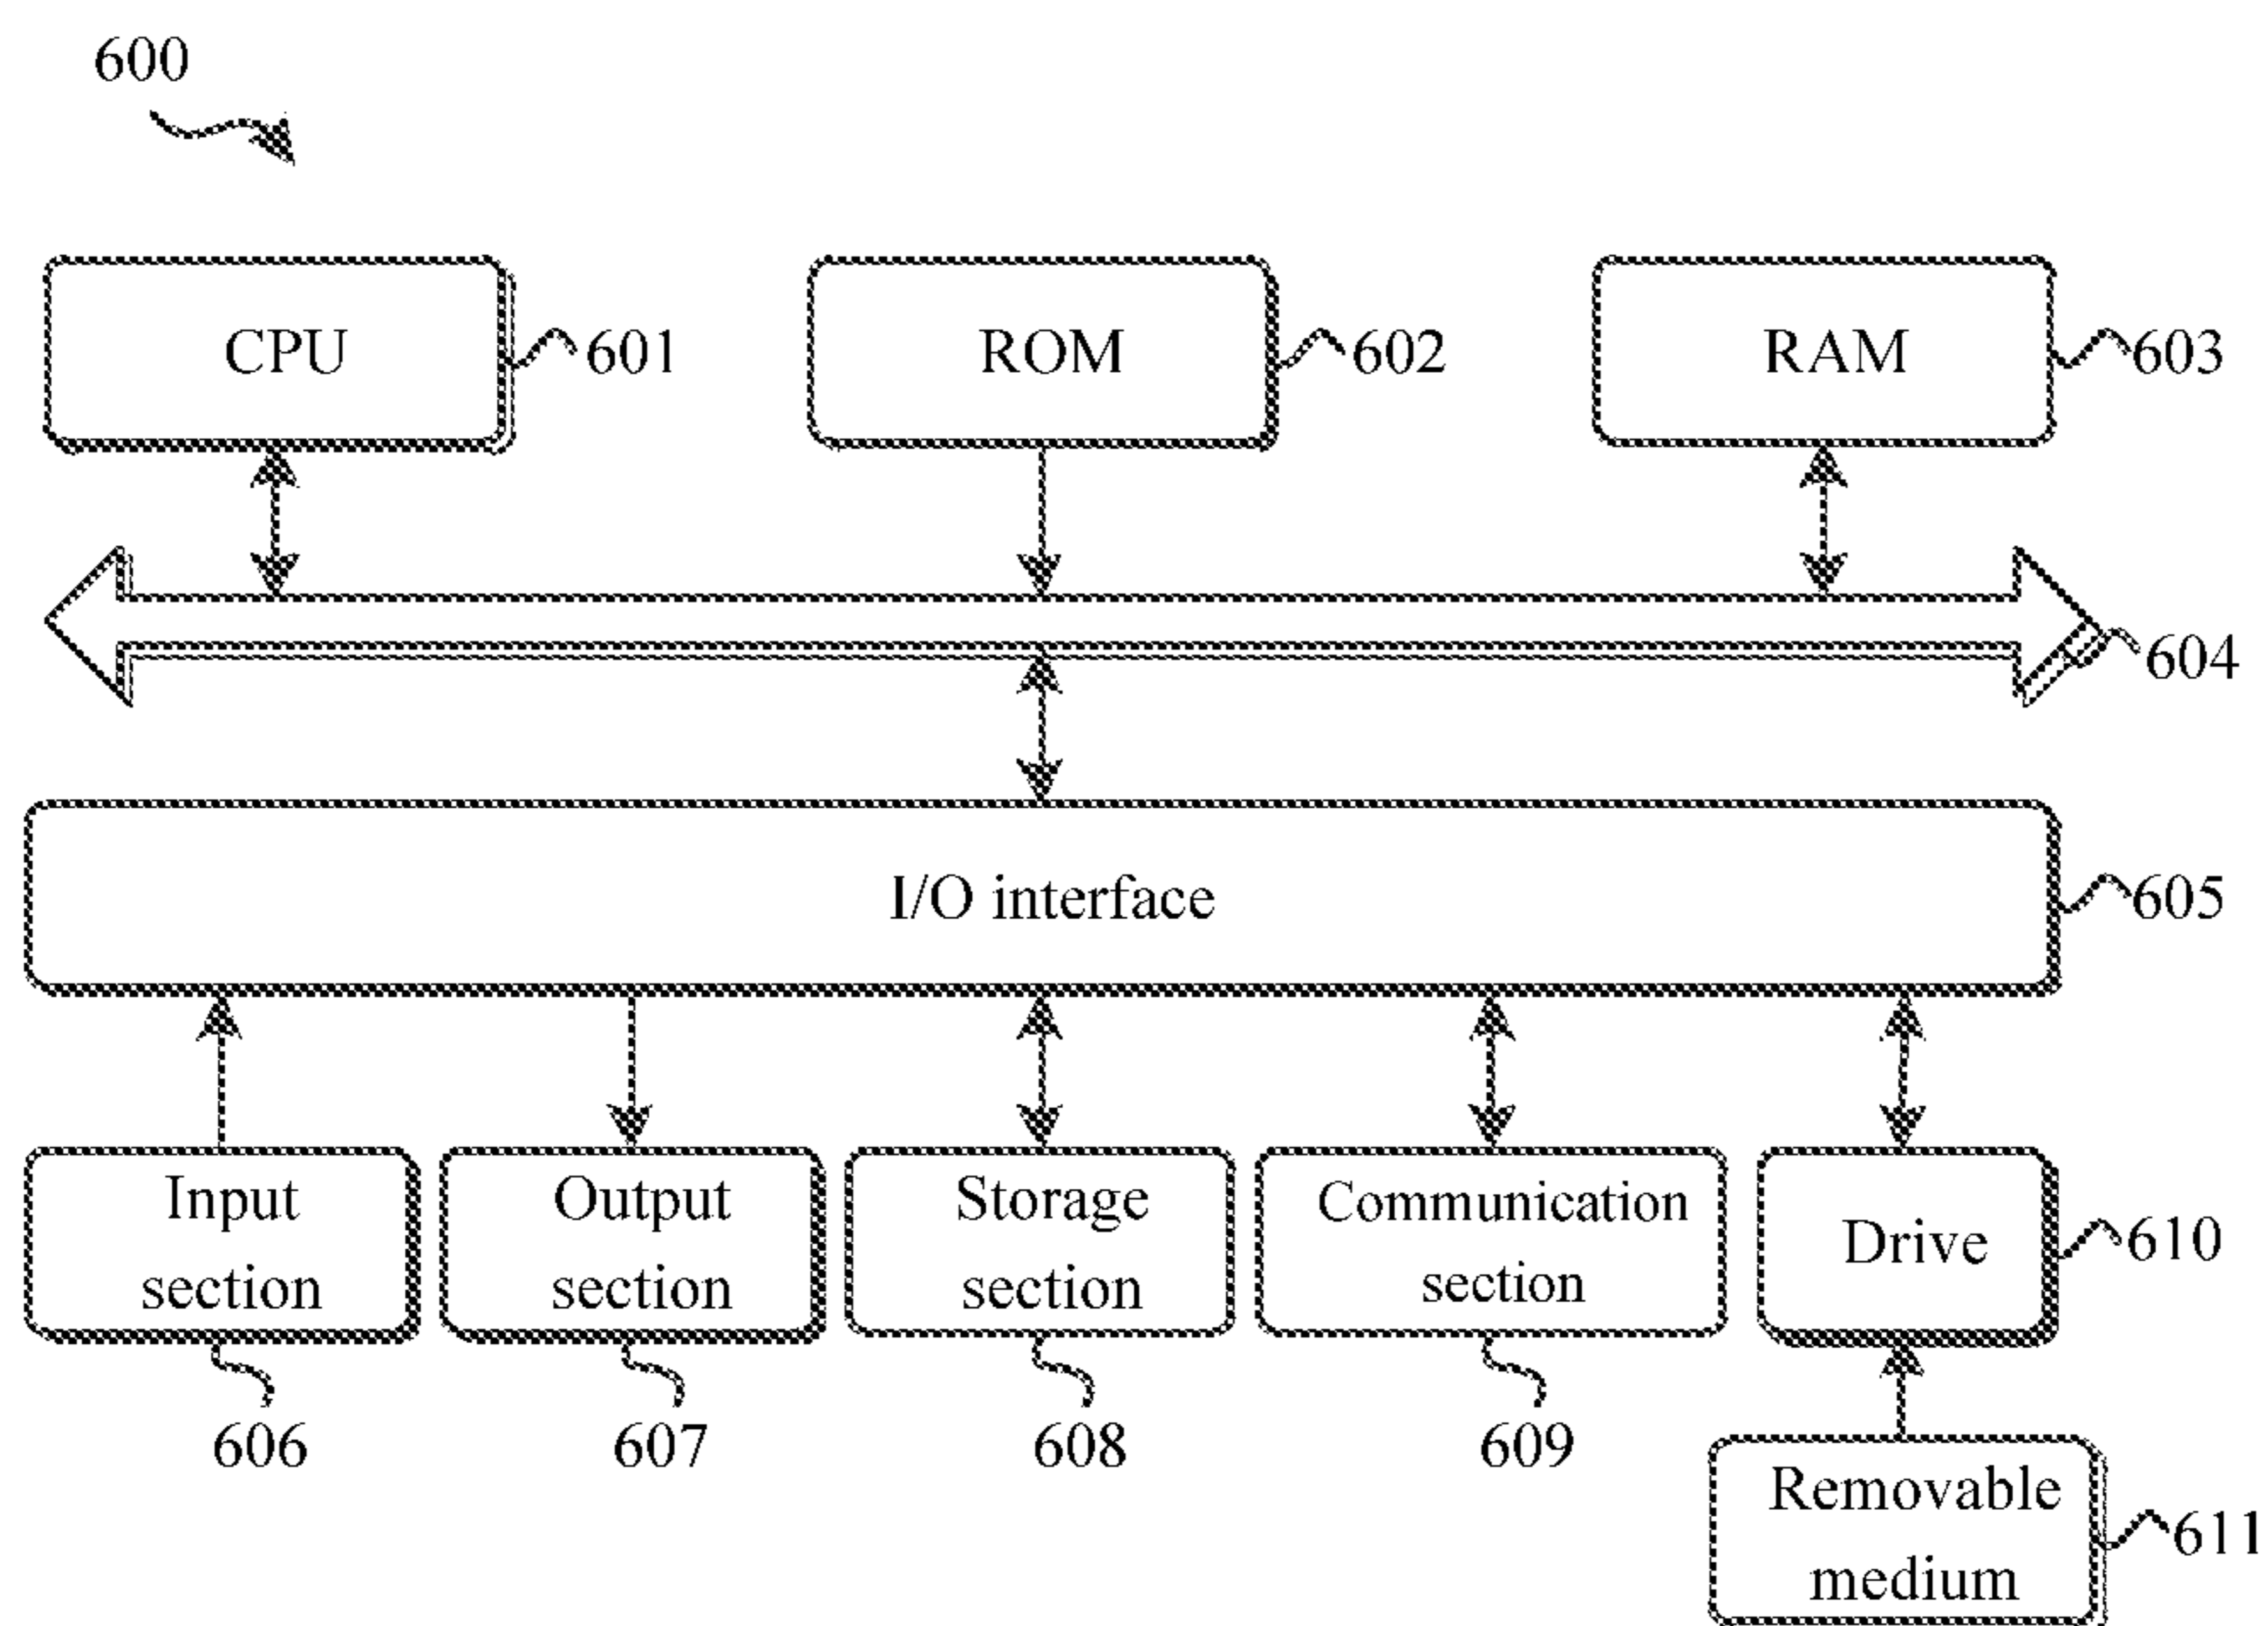 600
CPU
601
ROM
602
RAM
603
604
I/O interface
605
Input
section
Output
section
Storage
section
Communication
section
Drive
610
606
607
608
609
Removable
medium
611